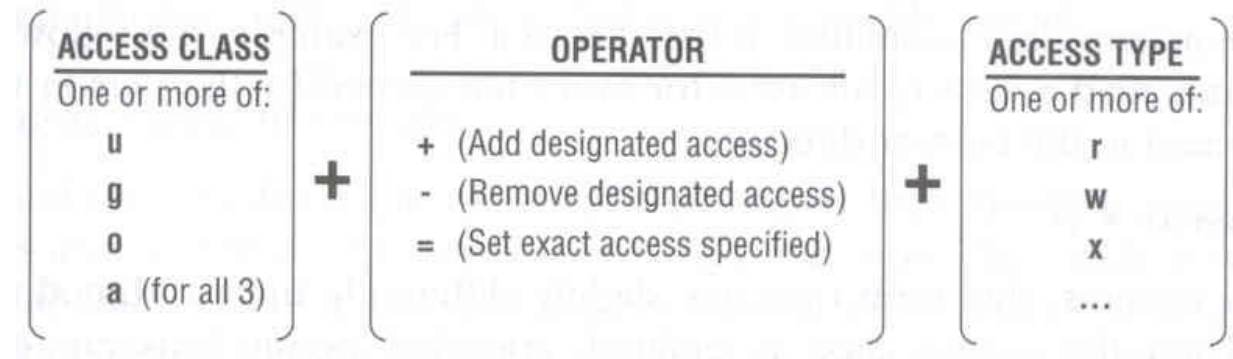 ACCESS CLASS
One or more of:
u
g
o
a (for all 3)
+
OPERATOR
+ (Add designated access)
- (Remove designated access)
= (Set exact access specified)
+
ACCESS TYPE
One or more of:
r
w
x
...